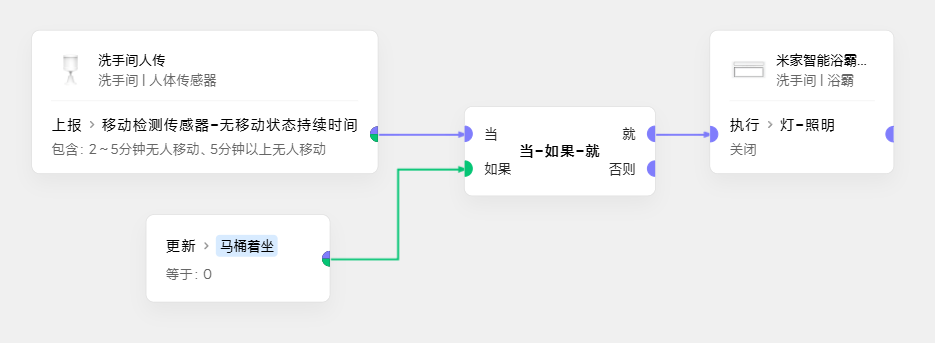 洗手间人传
洗手间 | 人体传感器
上报 > 移动检测传感器-无移动状态持续时间
包含: 2~5分钟无人移动、5分钟以上无人移动
更新 > 马桶着坐
等于: 0
当 就
当-如果-就
如果 否则
米家智能浴霸...
洗手间 | 浴霸
执行 > 灯-照明
关闭